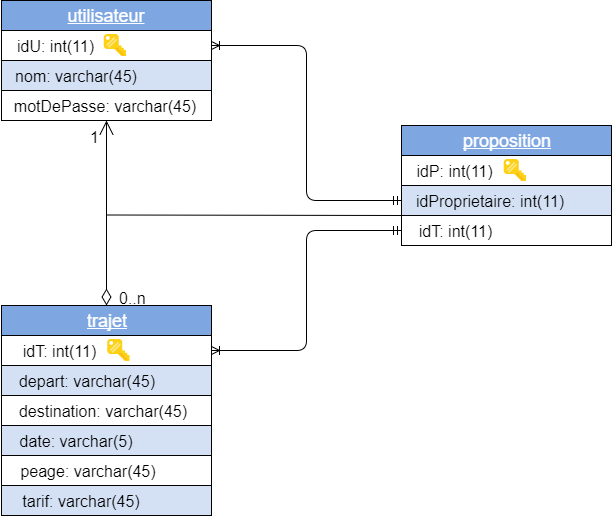 utilisateur
idU: int(11)
nom: varchar(45)
motDePasse: varchar(45)
1
proposition
idP: int(11)
idProprietaire: int(11)
idT: int(11)
0..n
trajet
idT: int(11)
depart: varchar(45)
destination: varchar(45)
date: varchar(5)
peage: varchar(45)
tarif: varchar(45)